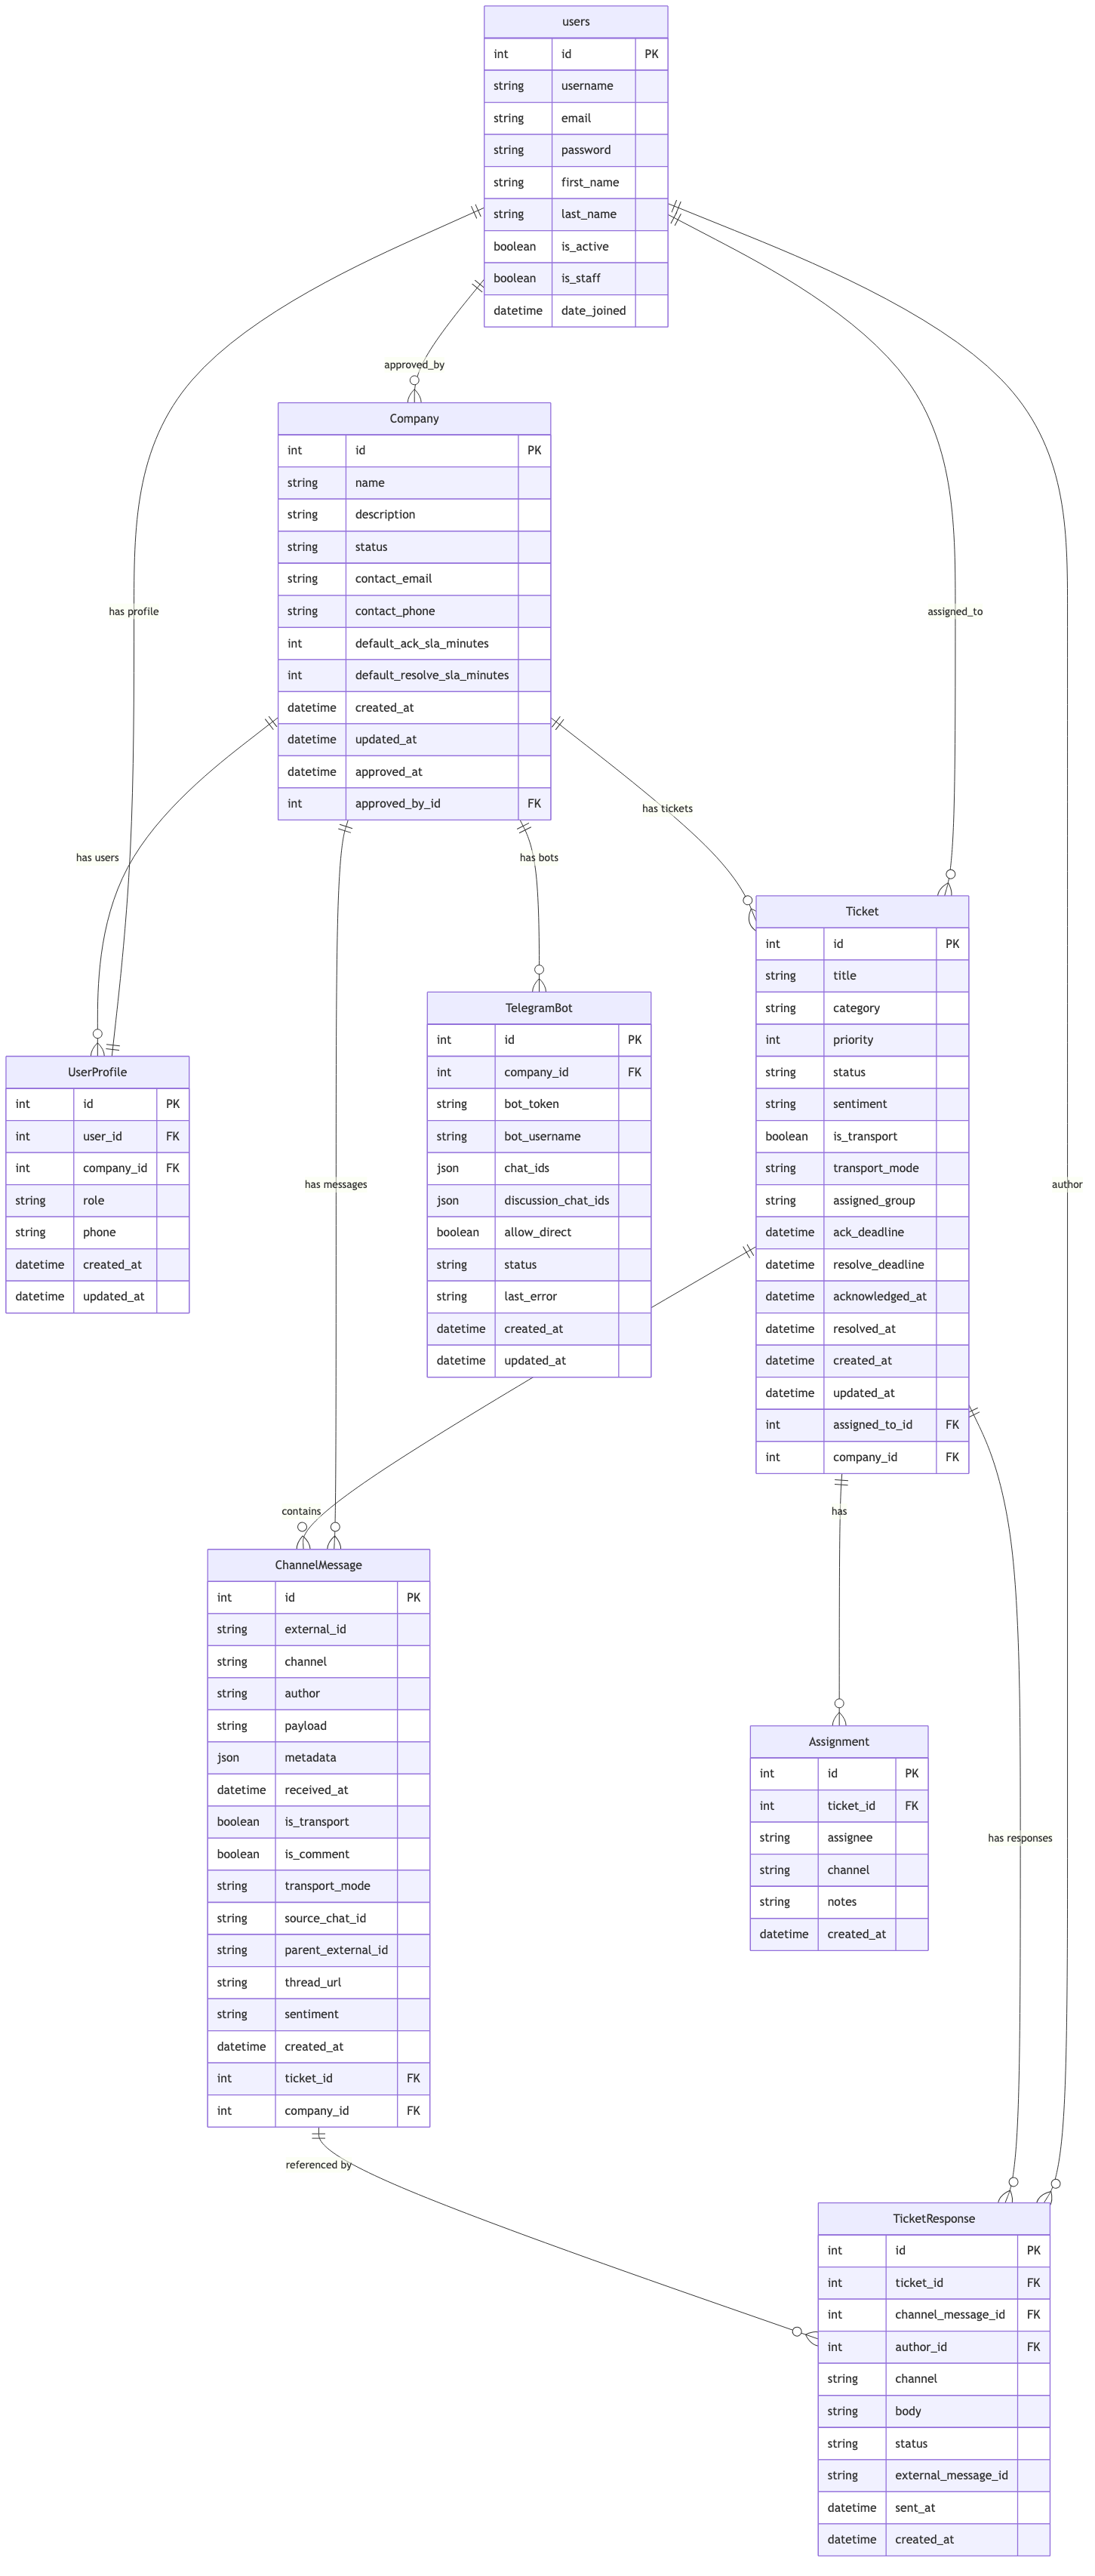 users
int id PK
string username
string email
string password
string first_name
string last_name
boolean is_active
boolean is_staff
datetime date_joined
approved_by
Company
int id PK
string name
string description
string status
string contact_email
string contact_phone
int default_ack_sla_minutes
int default_resolve_sla_minutes
datetime created_at
datetime updated_at
datetime approved_at
int approved_by_id FK
has profile
assigned_to
has tickets
has users
has bots
Ticket
int id PK
string title
string category
int priority
string status
string sentiment
boolean is_transport
string transport_mode
string assigned_group
datetime ack_deadline
datetime resolve_deadline
datetime acknowledged_at
datetime resolved_at
datetime created_at
datetime updated_at
int assigned_to_id FK
int company_id FK
TelegramBot
int id PK
int company_id FK
string bot_token
string bot_username
json chat_ids
json discussion_chat_ids
boolean allow_direct
string status
string last_error
datetime created_at
datetime updated_at
UserProfile
int id PK
int user_id FK
int company_id FK
string role
string phone
datetime created_at
datetime updated_at
has messages
author
contains
has
ChannelMessage
int id PK
string external_id
string channel
string author
string payload
json metadata
datetime received_at
boolean is_transport
boolean is_comment
string transport_mode
string source_chat_id
string parent_external_id
string thread_url
string sentiment
datetime created_at
int ticket_id FK
int company_id FK
Assignment
int id PK
int ticket_id FK
string assignee
string channel
string notes
datetime created_at
has responses
referenced by
TicketResponse
int id PK
int ticket_id FK
int channel_message_id FK
int author_id FK
string channel
string body
string status
string external_message_id
datetime sent_at
datetime created_at